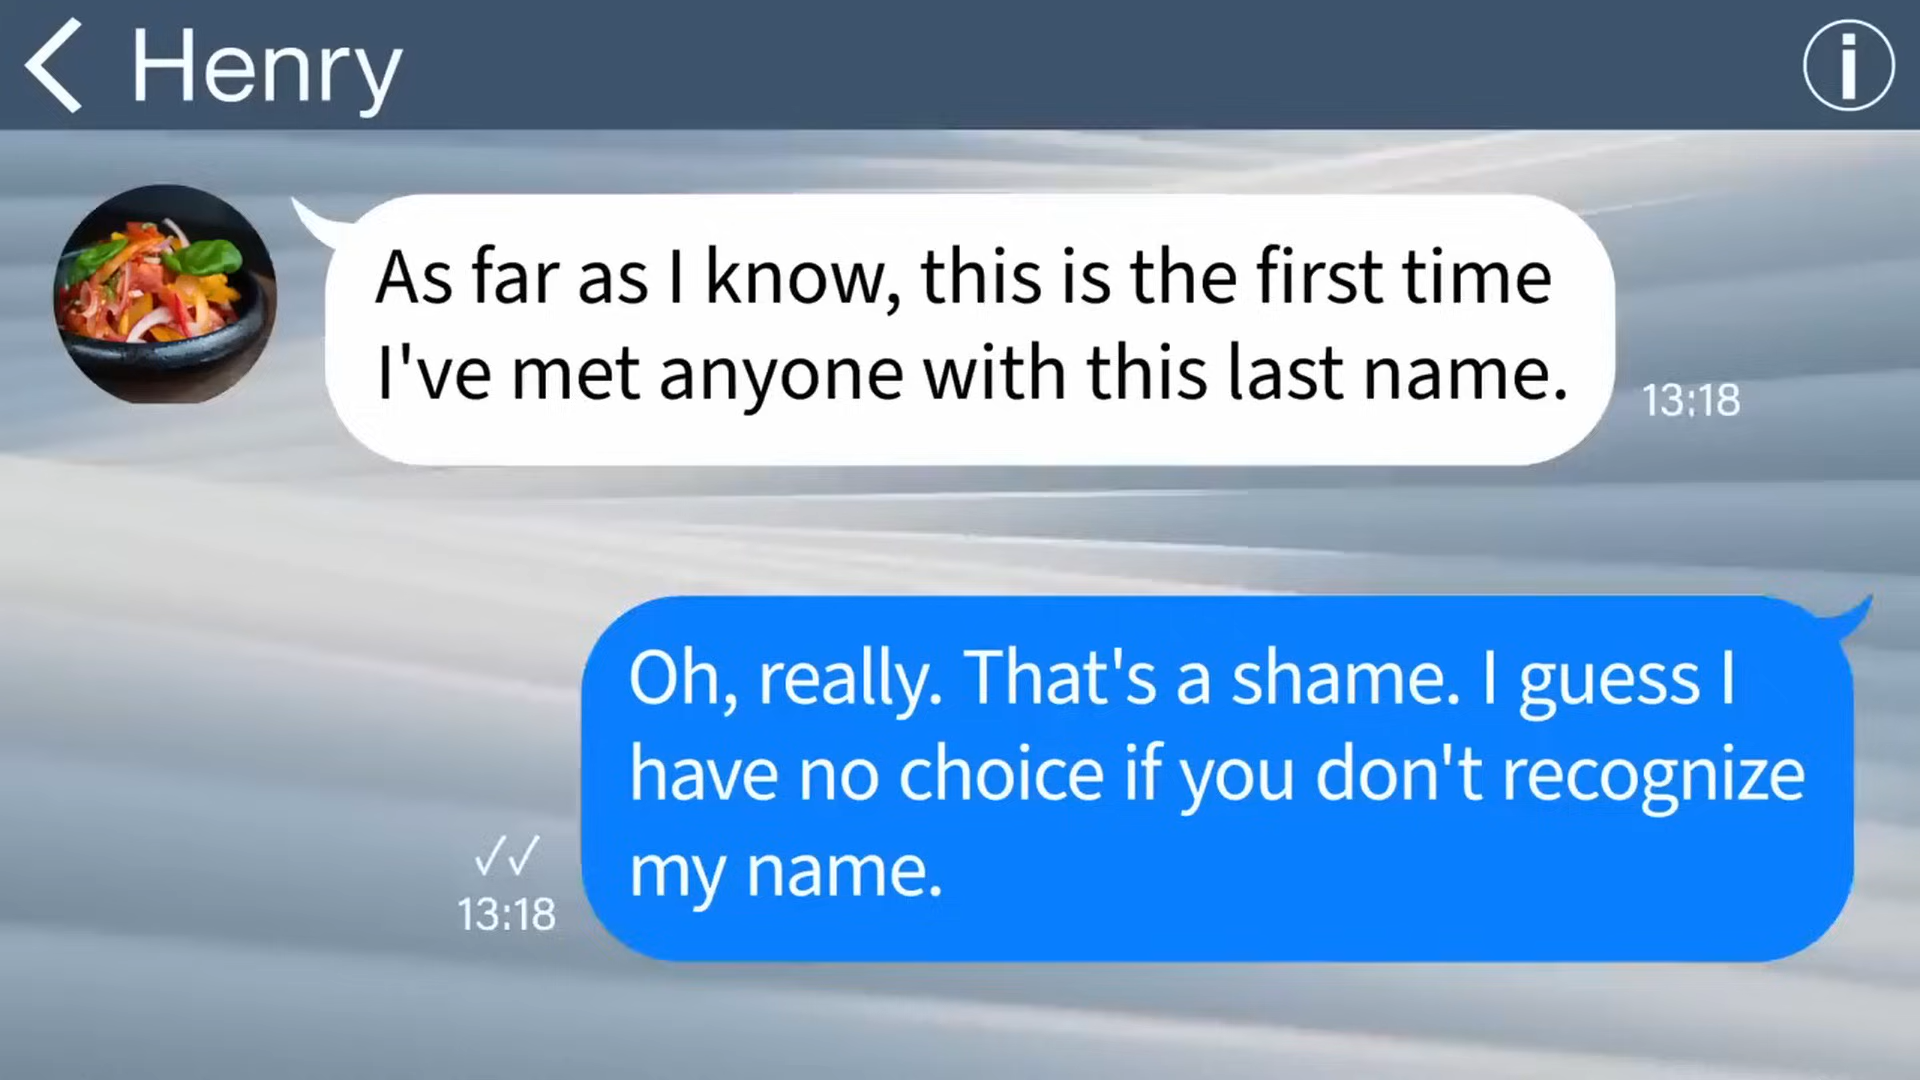 Henry
As far as I know, this is the first time
I've met anyone with this last name.
13:18
Oh, really. That's a shame. I guess I
have no choice if you don't recognize
my name.
13:18